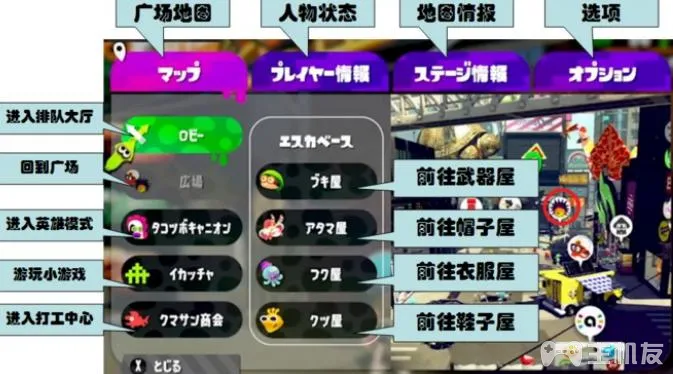 广场地图
人物状态
地图情报
选项
マップ
プレイヤー情報
ステージ情報
オプション
进入排队大厅
ロビー
エスカベース
回到广场
広場
ブキ屋
前往武器屋
进入英雄模式
タコツボキャニオン
アタマ屋
前往帽子屋
游玩小游戏
イカッチャ
フク屋
前往衣服屋
进入打工中心
クマサン商会
クツ屋
前往鞋子屋
X とじる
手机友